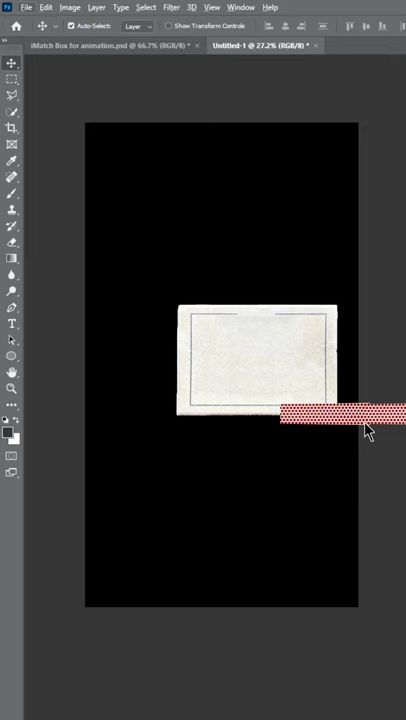 Ps File Edit Image Layer Type Select Filter 3D View Window Help
Auto-Select: Layer Show Transform Controls
iMatch Box for animation.psd @ 66.7% (RGB/8) * × Untitled-1 @ 27.2% (RGB/8) * ×
T